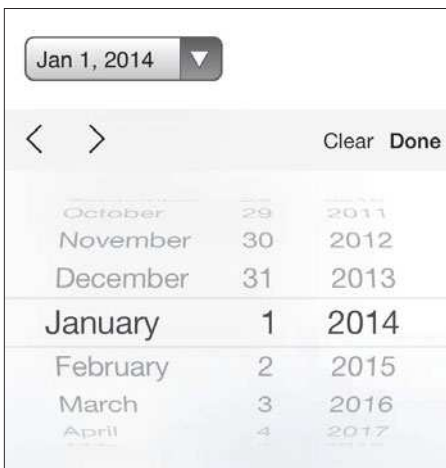 Jan 1, 2014
Clear Done
October 29 2011
November 30 2012
December 31 2013
January 1 2014
February 2 2015
March 3 2016
April 4 2017